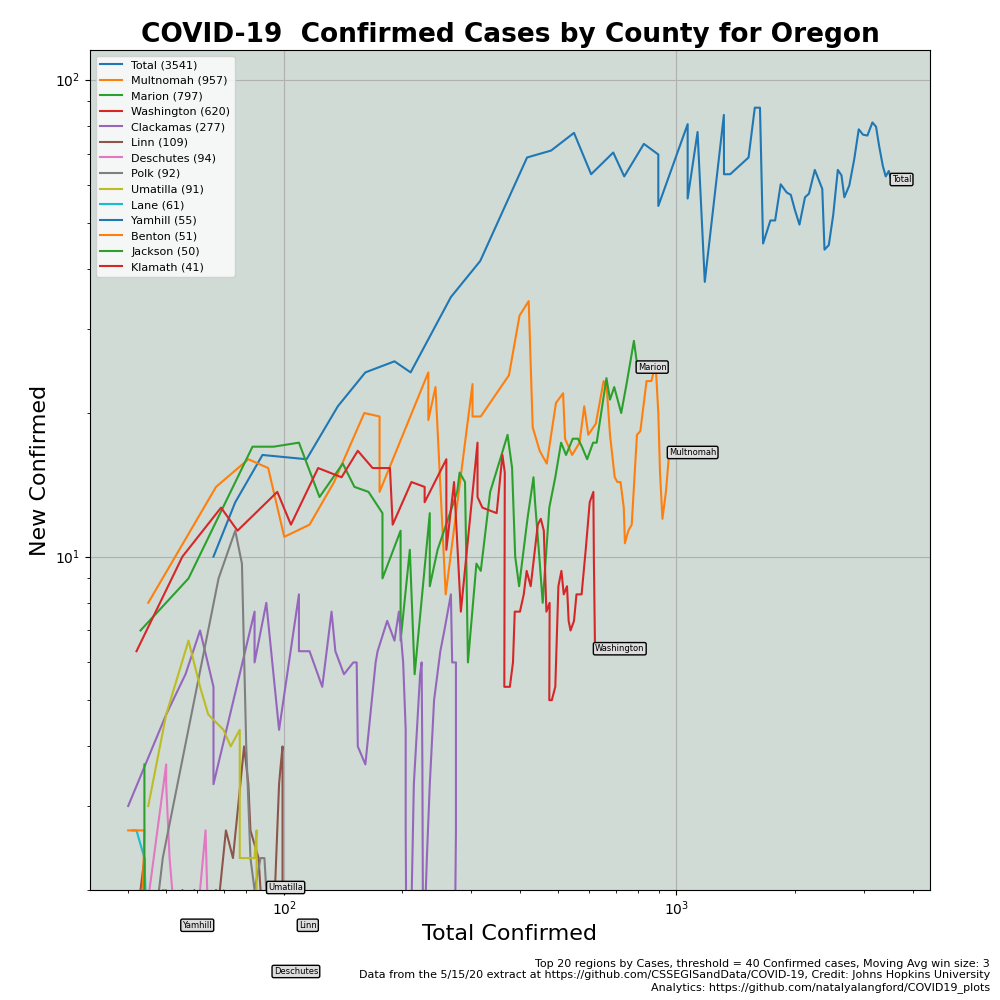 COVID-19  Confirmed Cases by County for Oregon
Total (3541)
Multnomah (957)
Marion (797)
Washington (620)
Clackamas (277)
Linn (109)
Deschutes (94)
Polk (92)
Umatilla (91)
Lane (61)
Yamhill (55)
Benton (51)
Jackson (50)
Klamath (41)
10²
10¹
New Confirmed
Total
Marion
Multnomah
Washington
Umatilla
Yamhill
Linn
Deschutes
10²
10³
Total Confirmed
Top 20 regions by Cases, threshold = 40 Confirmed cases, Moving Avg win size: 3
Data from the 5/15/20 extract at https://github.com/CSSEGISandData/COVID-19, Credit: Johns Hopkins University
Analytics: https://github.com/natalyalangford/COVID19_plots